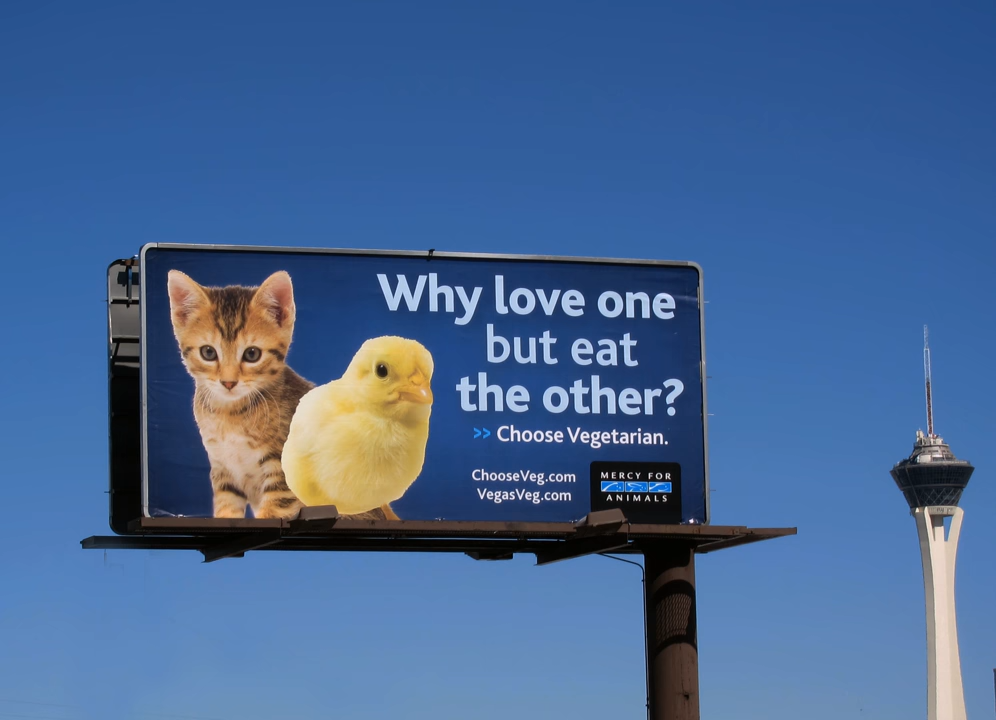 Why love one
but eat
the other?
>> Choose Vegetarian.
ChooseVeg.com
VegasVeg.com
MERCY FOR
ANIMALS